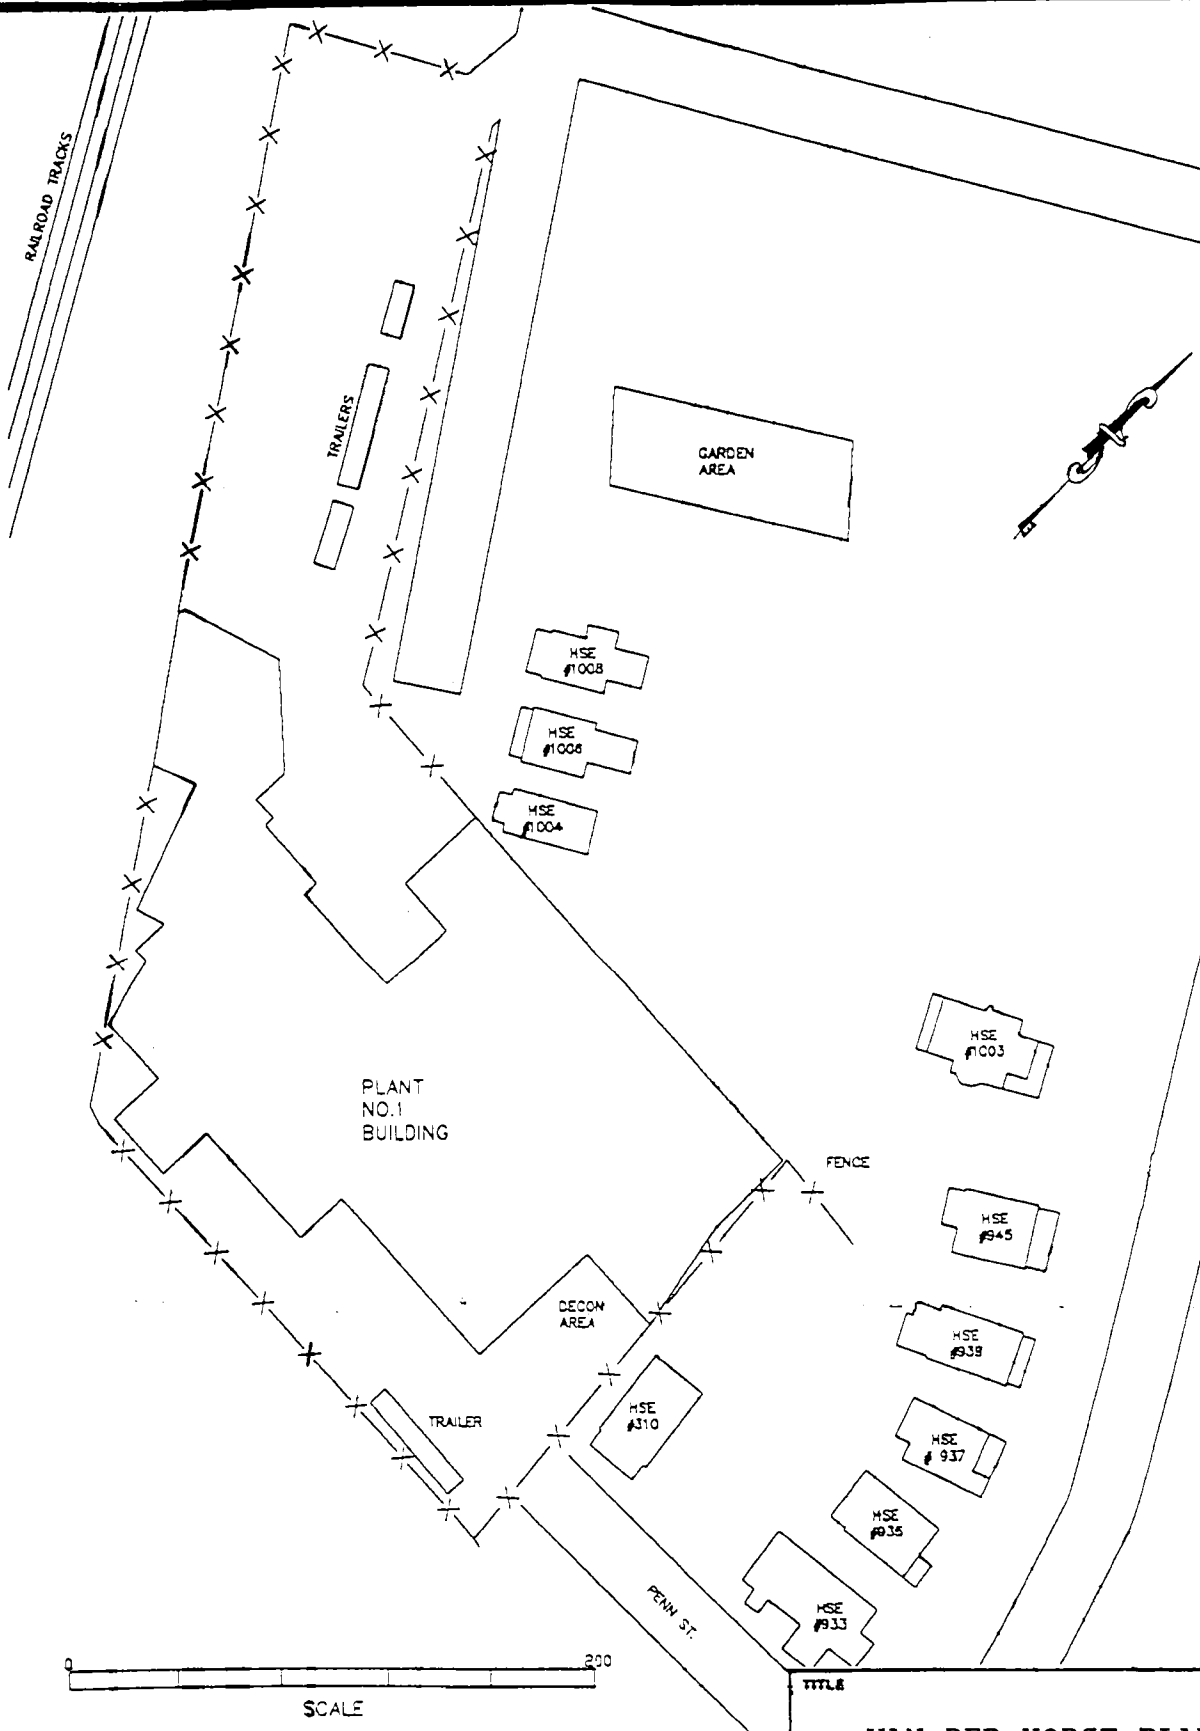 RAILROAD TRACKS
TRAILERS
GARDEN
AREA
HSE
#1008
HSE
#1006
HSE
#1004
HSE
#1003
PLANT
NO.1
BUILDING
FENCE
HSE
#945
DECON
AREA
HSE
#939
HSE
#310
TRAILER
HSE
# 937
HSE
#935
PENN ST.
HSE
#933
0 200
SCALE
TITLE